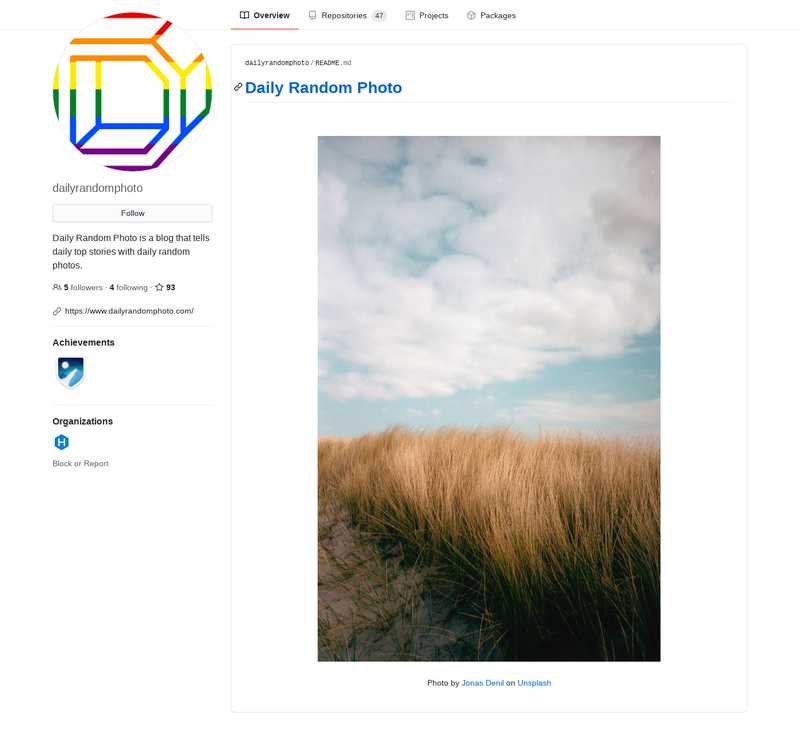 Overview Repositories 47 Projects Packages
dailyrandomphoto
Follow
Daily Random Photo is a blog that tells
daily top stories with daily random
photos.
5 followers · 4 following · 93
https://www.dailyrandomphoto.com/
Achievements
Organizations
H
Block or Report
dailyrandomphoto / README.md
Daily Random Photo
Photo by Jonas Denil on Unsplash